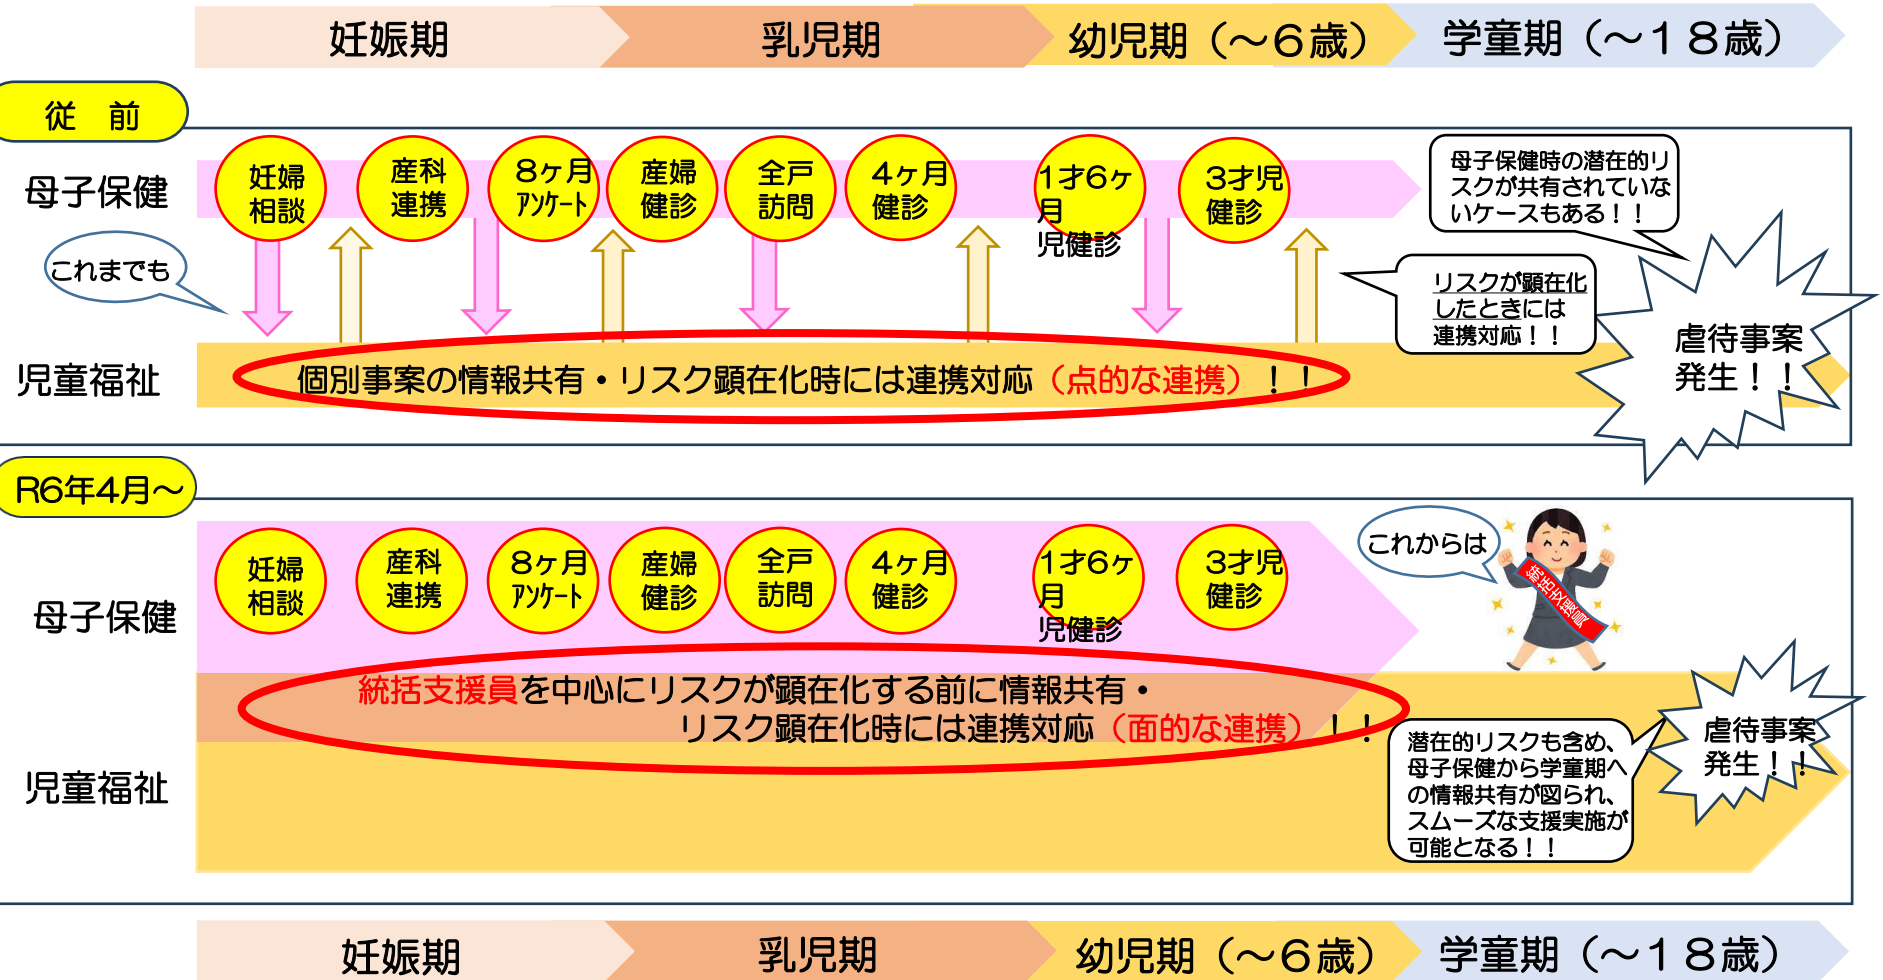 妊娠期
乳児期
幼児期（～６歳）
学童期（～１８歳）
従　前
母子保健
妊婦
相談
産科
連携
８ヶ月
ｱﾝｹｰﾄ
産婦
健診
全戸
訪問
４ヶ月
健診
１才６ヶ
月
児健診
３才児
健診
母子保健時の潜在的リ
スクが共有されていな
いケースもある！！
これまでも
リスクが顕在化
したときには
連携対応！！
虐待事案
発生！！
児童福祉
個別事案の情報共有・リスク顕在化時には連携対応（点的な連携）！！
R6年4月～
母子保健
妊婦
相談
産科
連携
８ヶ月
ｱﾝｹｰﾄ
産婦
健診
全戸
訪問
４ヶ月
健診
１才６ヶ
月
児健診
３才児
健診
これからは
統括支援員
統括支援員を中心にリスクが顕在化する前に情報共有・
リスク顕在化時には連携対応（面的な連携）！！
児童福祉
潜在的リスクも含め、
母子保健から学童期へ
の情報共有が図られ、
スムーズな支援実施が
可能となる！！
虐待事案
発生！！
妊娠期
乳児期
幼児期（～６歳）
学童期（～１８歳）